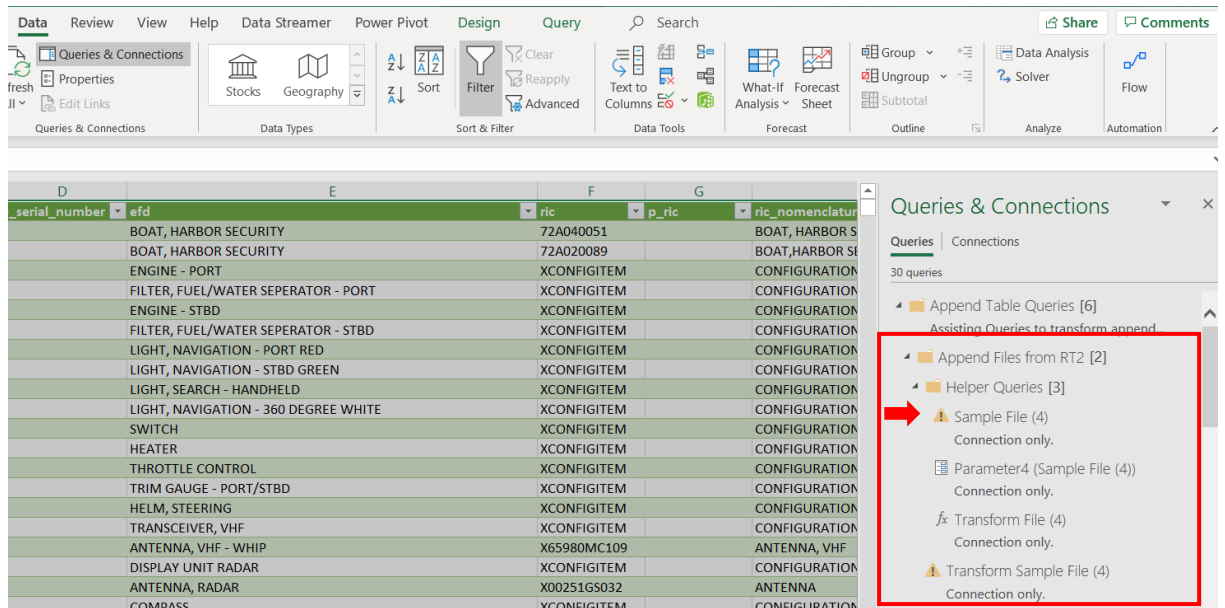 Data Review View Help Data Streamer Power Pivot Design Query Search Share Comments
Queries & Connections
Properties
Edit Links
fresh
Stocks Geography
Sort
Filter
Clear
Reapply
Advanced
Text to
Columns
What-If
Analysis
Forecast
Sheet
Group
Ungroup
Subtotal
Data Analysis
Solver
Flow
Queries & Connections Data Types Sort & Filter Data Tools Forecast Outline Analyze Automation
D E F G
_serial_number efd ric p_ric ric_nomenclatur
BOAT, HARBOR SECURITY 72A040051 BOAT, HARBOR S
BOAT, HARBOR SECURITY 72A020089 BOAT,HARBOR SE
ENGINE - PORT XCONFIGITEM CONFIGURATION
FILTER, FUEL/WATER SEPERATOR - PORT XCONFIGITEM CONFIGURATION
ENGINE - STBD XCONFIGITEM CONFIGURATION
FILTER, FUEL/WATER SEPERATOR - STBD XCONFIGITEM CONFIGURATION
LIGHT, NAVIGATION - PORT RED XCONFIGITEM CONFIGURATION
LIGHT, NAVIGATION - STBD GREEN XCONFIGITEM CONFIGURATION
LIGHT, SEARCH - HANDHELD XCONFIGITEM CONFIGURATION
LIGHT, NAVIGATION - 360 DEGREE WHITE XCONFIGITEM CONFIGURATION
SWITCH XCONFIGITEM CONFIGURATION
HEATER XCONFIGITEM CONFIGURATION
THROTTLE CONTROL XCONFIGITEM CONFIGURATION
TRIM GAUGE - PORT/STBD XCONFIGITEM CONFIGURATION
HELM, STEERING XCONFIGITEM CONFIGURATION
TRANSCEIVER, VHF XCONFIGITEM CONFIGURATION
ANTENNA, VHF - WHIP X65980MC109 ANTENNA, VHF
DISPLAY UNIT RADAR XCONFIGITEM CONFIGURATION
ANTENNA, RADAR X00251GS032 ANTENNA
COMPASS XCONFIGITEM CONFIGURATION
Queries & Connections
Queries Connections
30 queries
Append Table Queries [6]
Assisting Queries to transform append...
Append Files from RT2 [2]
Helper Queries [3]
Sample File (4)
Connection only.
Parameter4 (Sample File (4))
Connection only.
fx Transform File (4)
Connection only.
Transform Sample File (4)
Connection only.